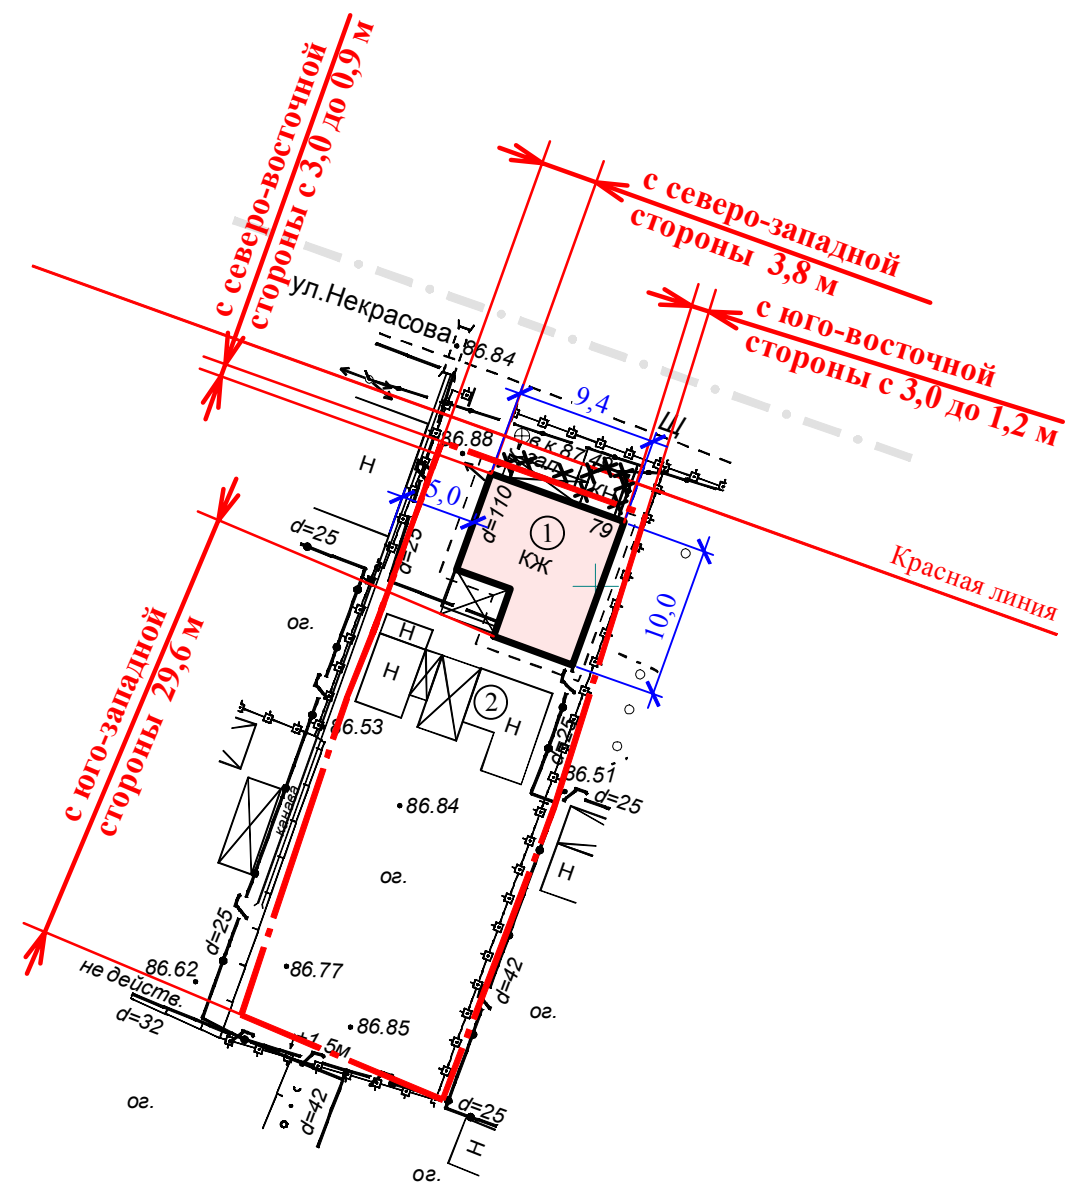 с северо-восточной
стороны с 3,0 до 0,9 м
с северо-западной
стороны 3,8 м
с юго-восточной
стороны с 3,0 до 1,2 м
ул.Некрасова
86.84
9,4
Щ
86.88
в.к
Н
5,0
d=110
79
1
КЖ
d=25
d=25
Красная линия
10,0
ог.
Н
Н
2
Н
с юго-западной
стороны 29,6 м
86.53
d=25
86.51
d=25
86.84
канава
ог.
Н
d=25
86.62
86.77
не действ.
d=42
d=32
86.85
ог.
1,5м
ог.
d=42
d=25
Н
ог.